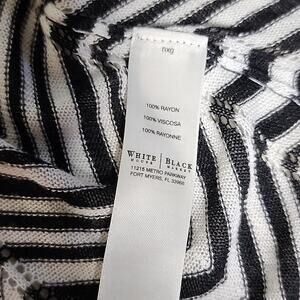 100% RAYON
100% VISCOSA
100% RAYONNE
WHITE HOUSE | BLACK MARKET
11215 METRO PARKWAY
FORT MYERS, FL 33966